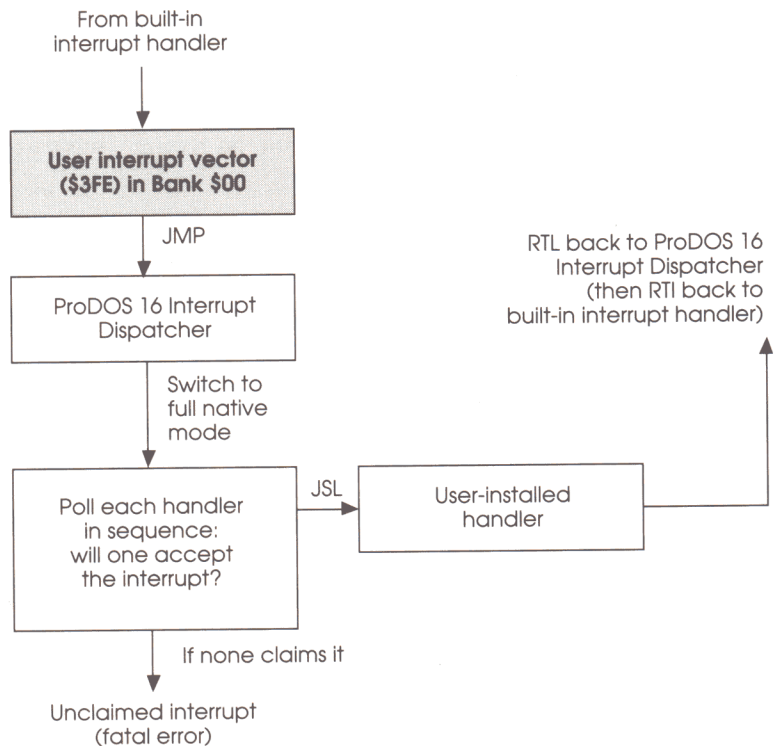 From built-in
interrupt handler
User interrupt vector
($3FE) in Bank $00
JMP
ProDOS 16 Interrupt
Dispatcher
Switch to
full native
mode
Poll each handler
in sequence:
will one accept
the interrupt?
JSL
User-installed
handler
RTL back to ProDOS 16
Interrupt Dispatcher
(then RTI back to
built-in interrupt handler)
If none claims it
Unclaimed interrupt
(fatal error)